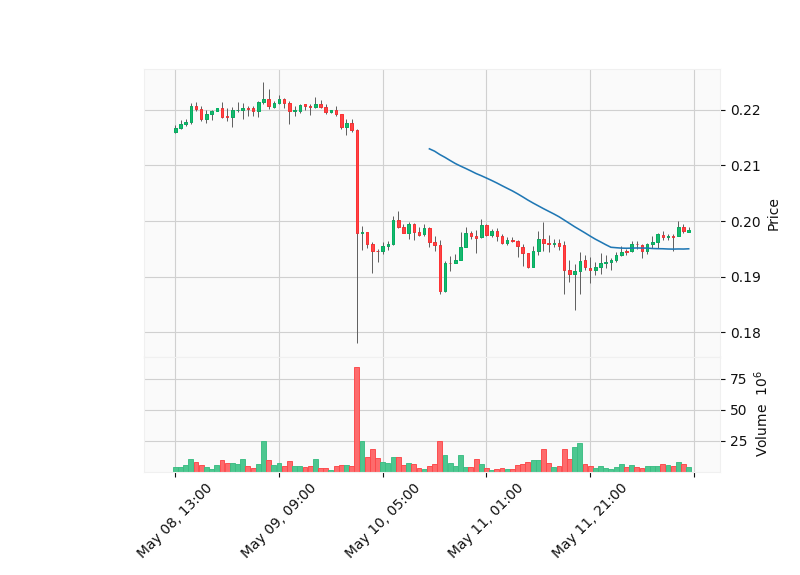 0.22
0.21
0.20
0.19
0.18
Price
75
50
25
Volume 10^6
May 08, 13:00
May 09, 09:00
May 10, 05:00
May 11, 01:00
May 11, 21:00